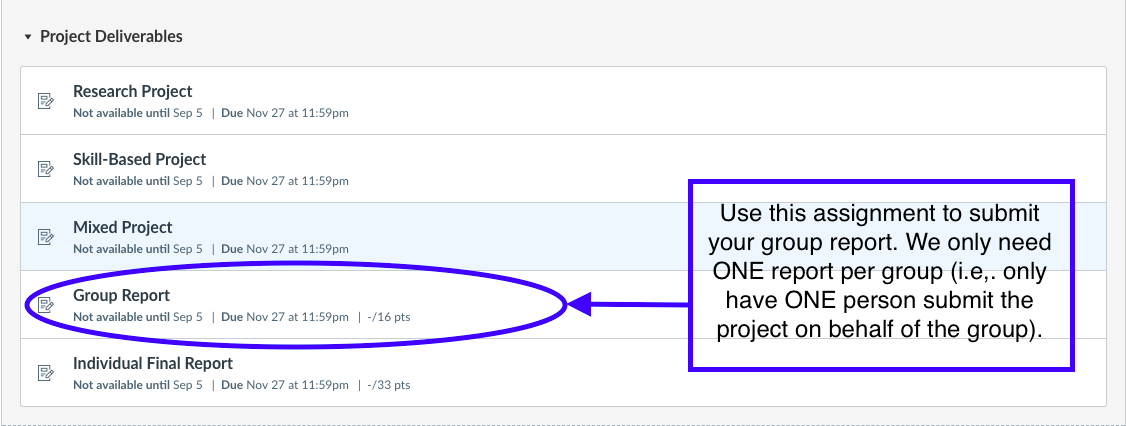 Project Deliverables
Research Project
Not available until Sep 5 | Due Nov 27 at 11:59pm
Skill-Based Project
Not available until Sep 5 | Due Nov 27 at 11:59pm
Mixed Project
Not available until Sep 5 | Due Nov 27 at 11:59pm
Group Report
Not available until Sep 5 | Due Nov 27 at 11:59pm | -/16 pts
Individual Final Report
Not available until Sep 5 | Due Nov 27 at 11:59pm | -/33 pts
Use this assignment to submit
your group report. We only need
ONE report per group (i.e,. only
have ONE person submit the
project on behalf of the group).